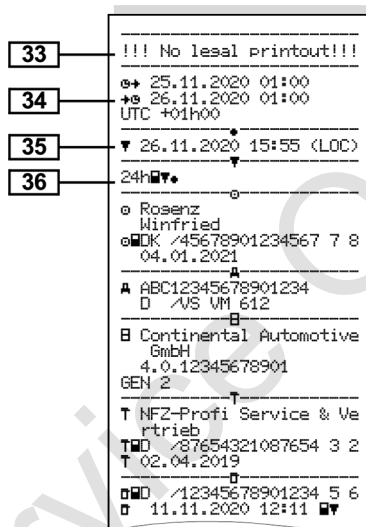 !!! No legal printout!!!
33
25.11.2020 01:00
34
26.11.2020 01:00
UTC +01h00
35
▼ 26.11.2020 15:55 (LOC)
36
24h▼
Rogenz
Winfried
DK /45678901234567 7 8
04.01.2021
A
A ABC12345678901234
D /VS VM 612
B
B Continental Automotive
GmbH
4.0.12345678901
GEN 2
T
T NFZ-Profi Service & Ve
rtrieb
T D /87654321087654 3 2
T 02.04.2019
D /12345678901234 5 6
11.11.2020 12:11 ▼
Service